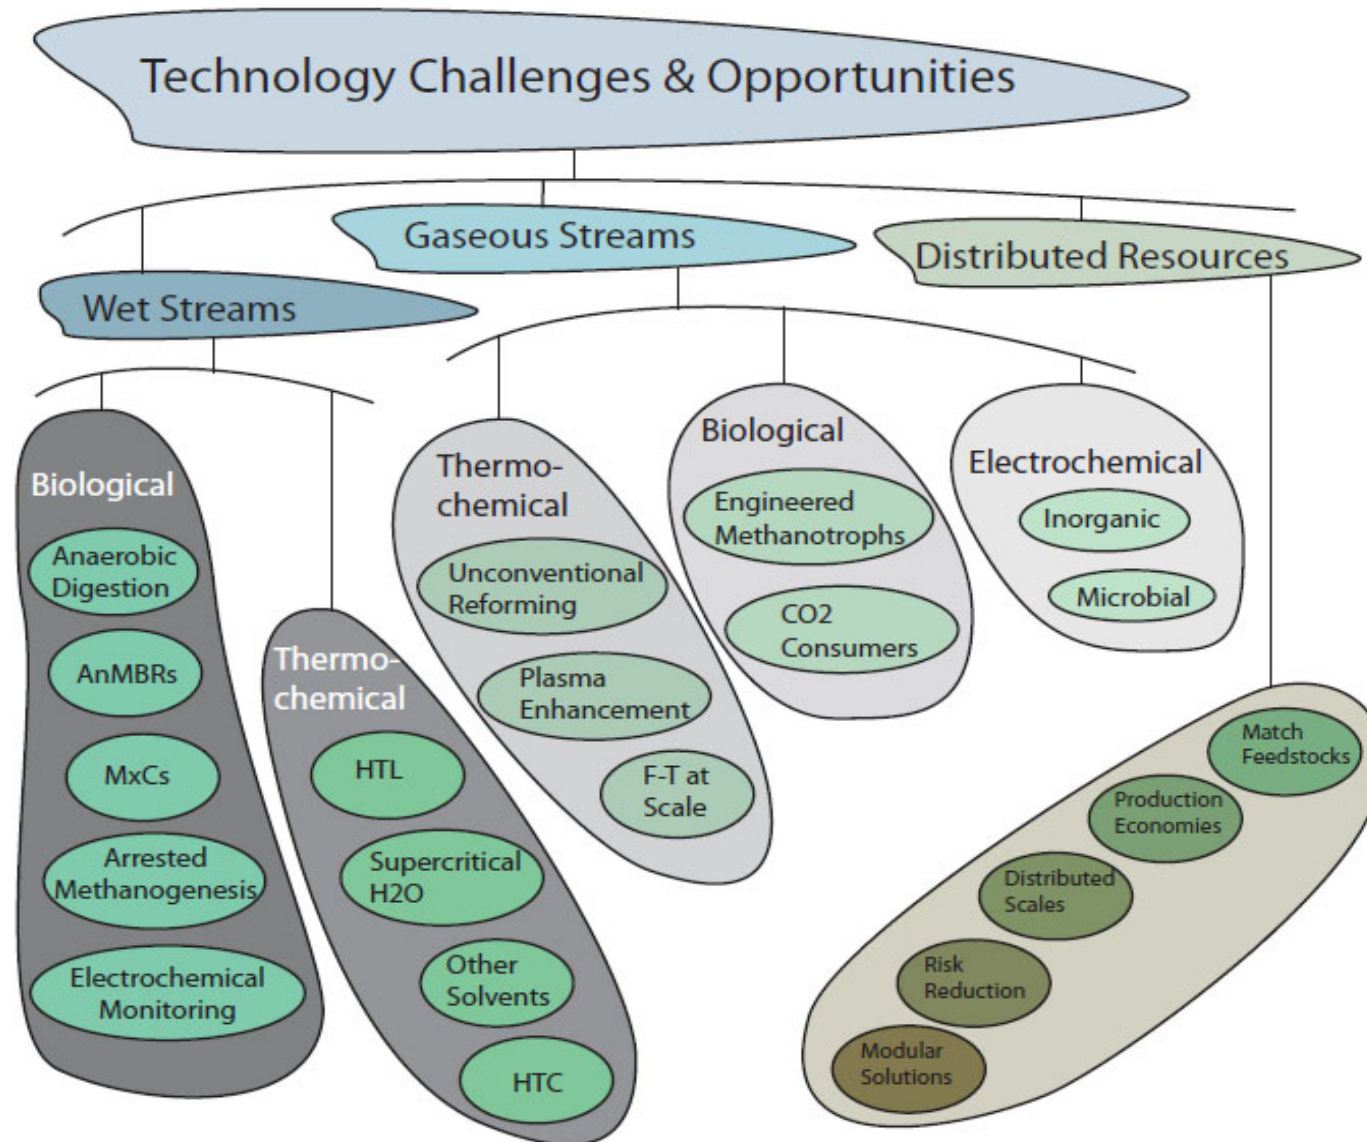 Technology Challenges & Opportunities
Gaseous Streams
Distributed Resources
Wet Streams
Biological
Anaerobic
Digestion
AnMBRs
MxCs
Arrested
Methanogenesis
Electrochemical
Monitoring
Thermo-
chemical
HTL
Supercritical
H2O
Other
Solvents
HTC
Thermo-
chemical
Unconventional
Reforming
Plasma
Enhancement
F-T at
Scale
Biological
Engineered
Methanotrophs
CO2
Consumers
Electrochemical
Inorganic
Microbial
Match
Feedstocks
Production
Economies
Distributed
Scales
Risk
Reduction
Modular
Solutions